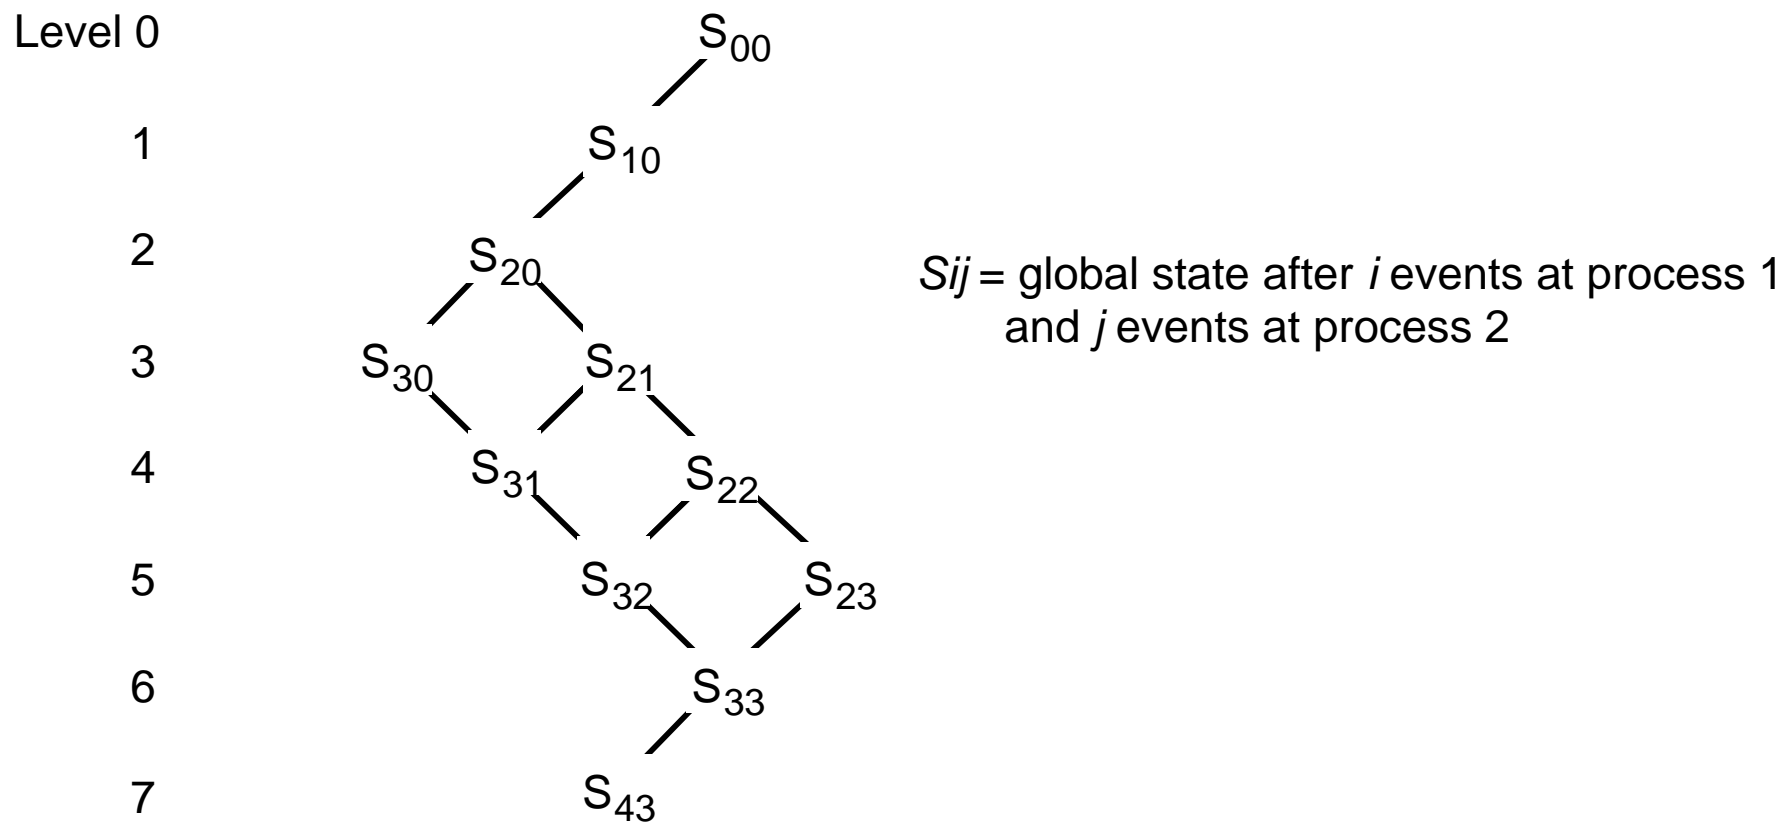 Level 0 S00
1 S10
2 S20
Sij = global state after i events at process 1
and j events at process 2
3 S30 S21
4 S31 S22
5 S32 S23
6 S33
7 S43